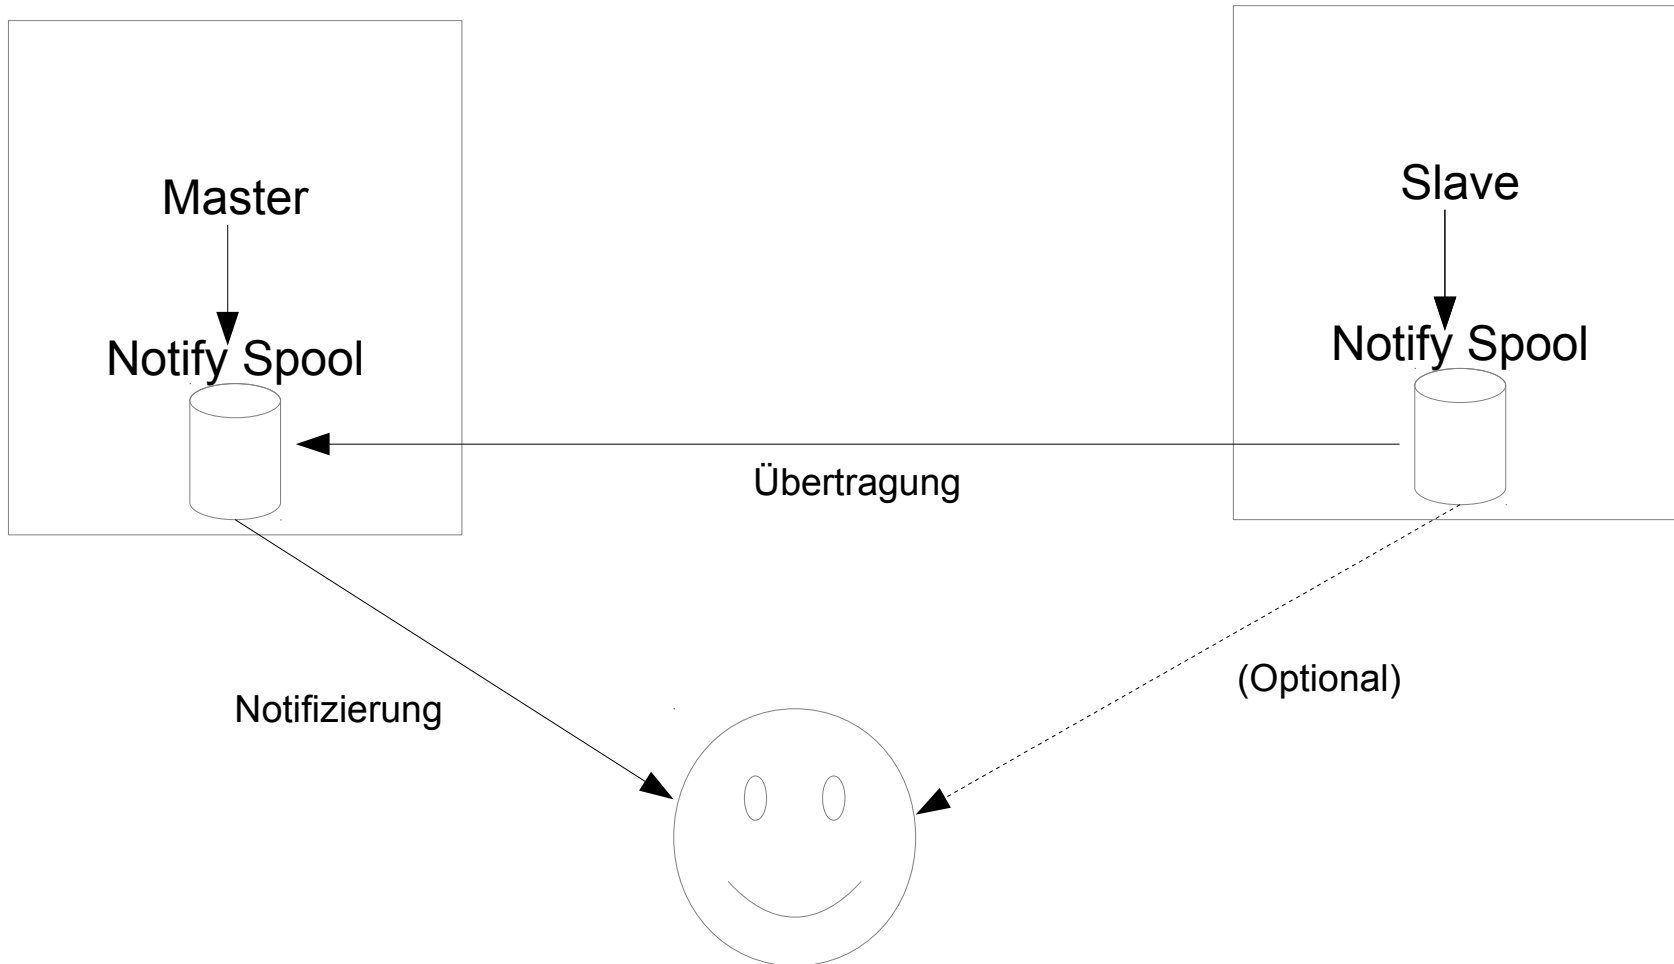 Master
Slave
Notify Spool
Notify Spool
Übertragung
Notifizierung
(Optional)